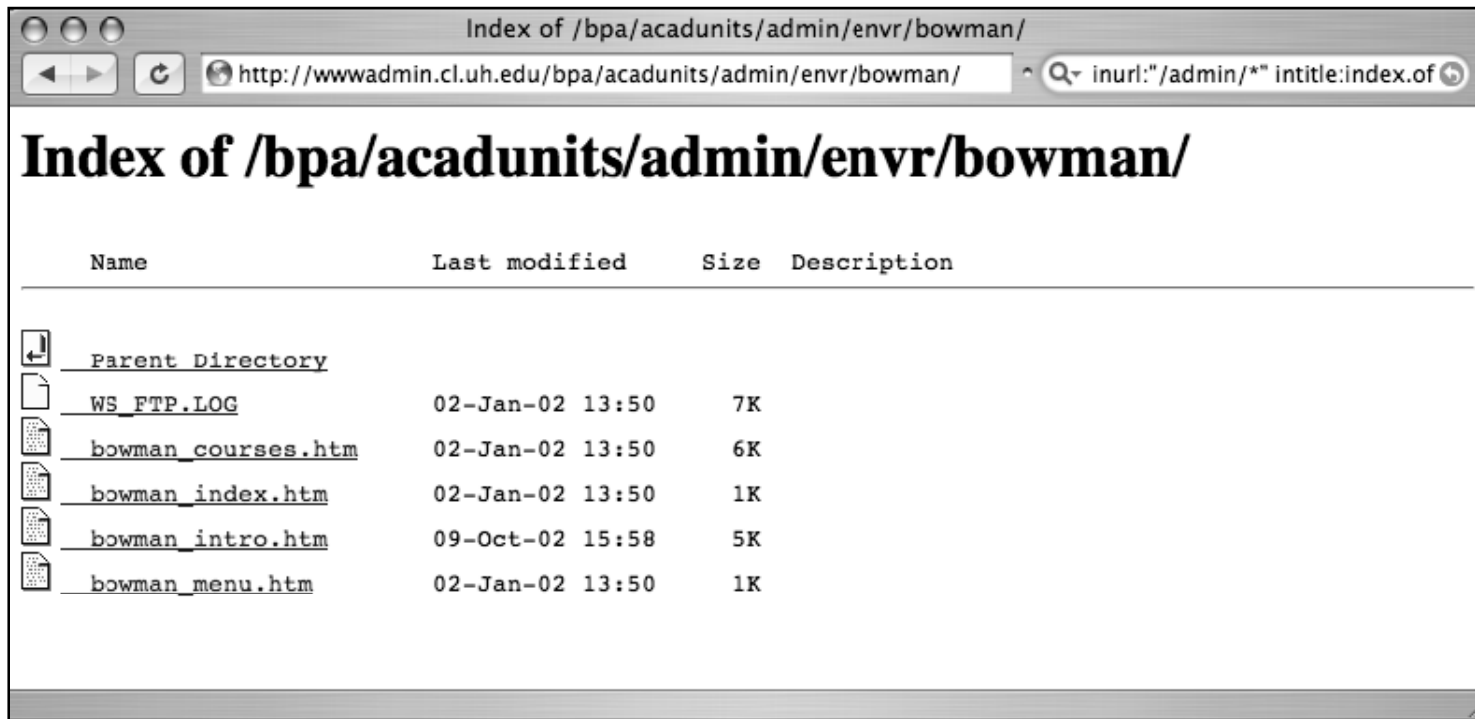 Index of /bpa/acadunits/admin/envr/bowman/
http://wwwadmin.cl.uh.edu/bpa/acadunits/admin/envr/bowman/ inurl:"/admin/*" intitle:index.of
Index of /bpa/acadunits/admin/envr/bowman/
Name Last modified Size Description
Parent Directory
WS_FTP.LOG 02-Jan-02 13:50 7K
bowman_courses.htm 02-Jan-02 13:50 6K
bowman_index.htm 02-Jan-02 13:50 1K
bowman_intro.htm 09-Oct-02 15:58 5K
bowman_menu.htm 02-Jan-02 13:50 1K